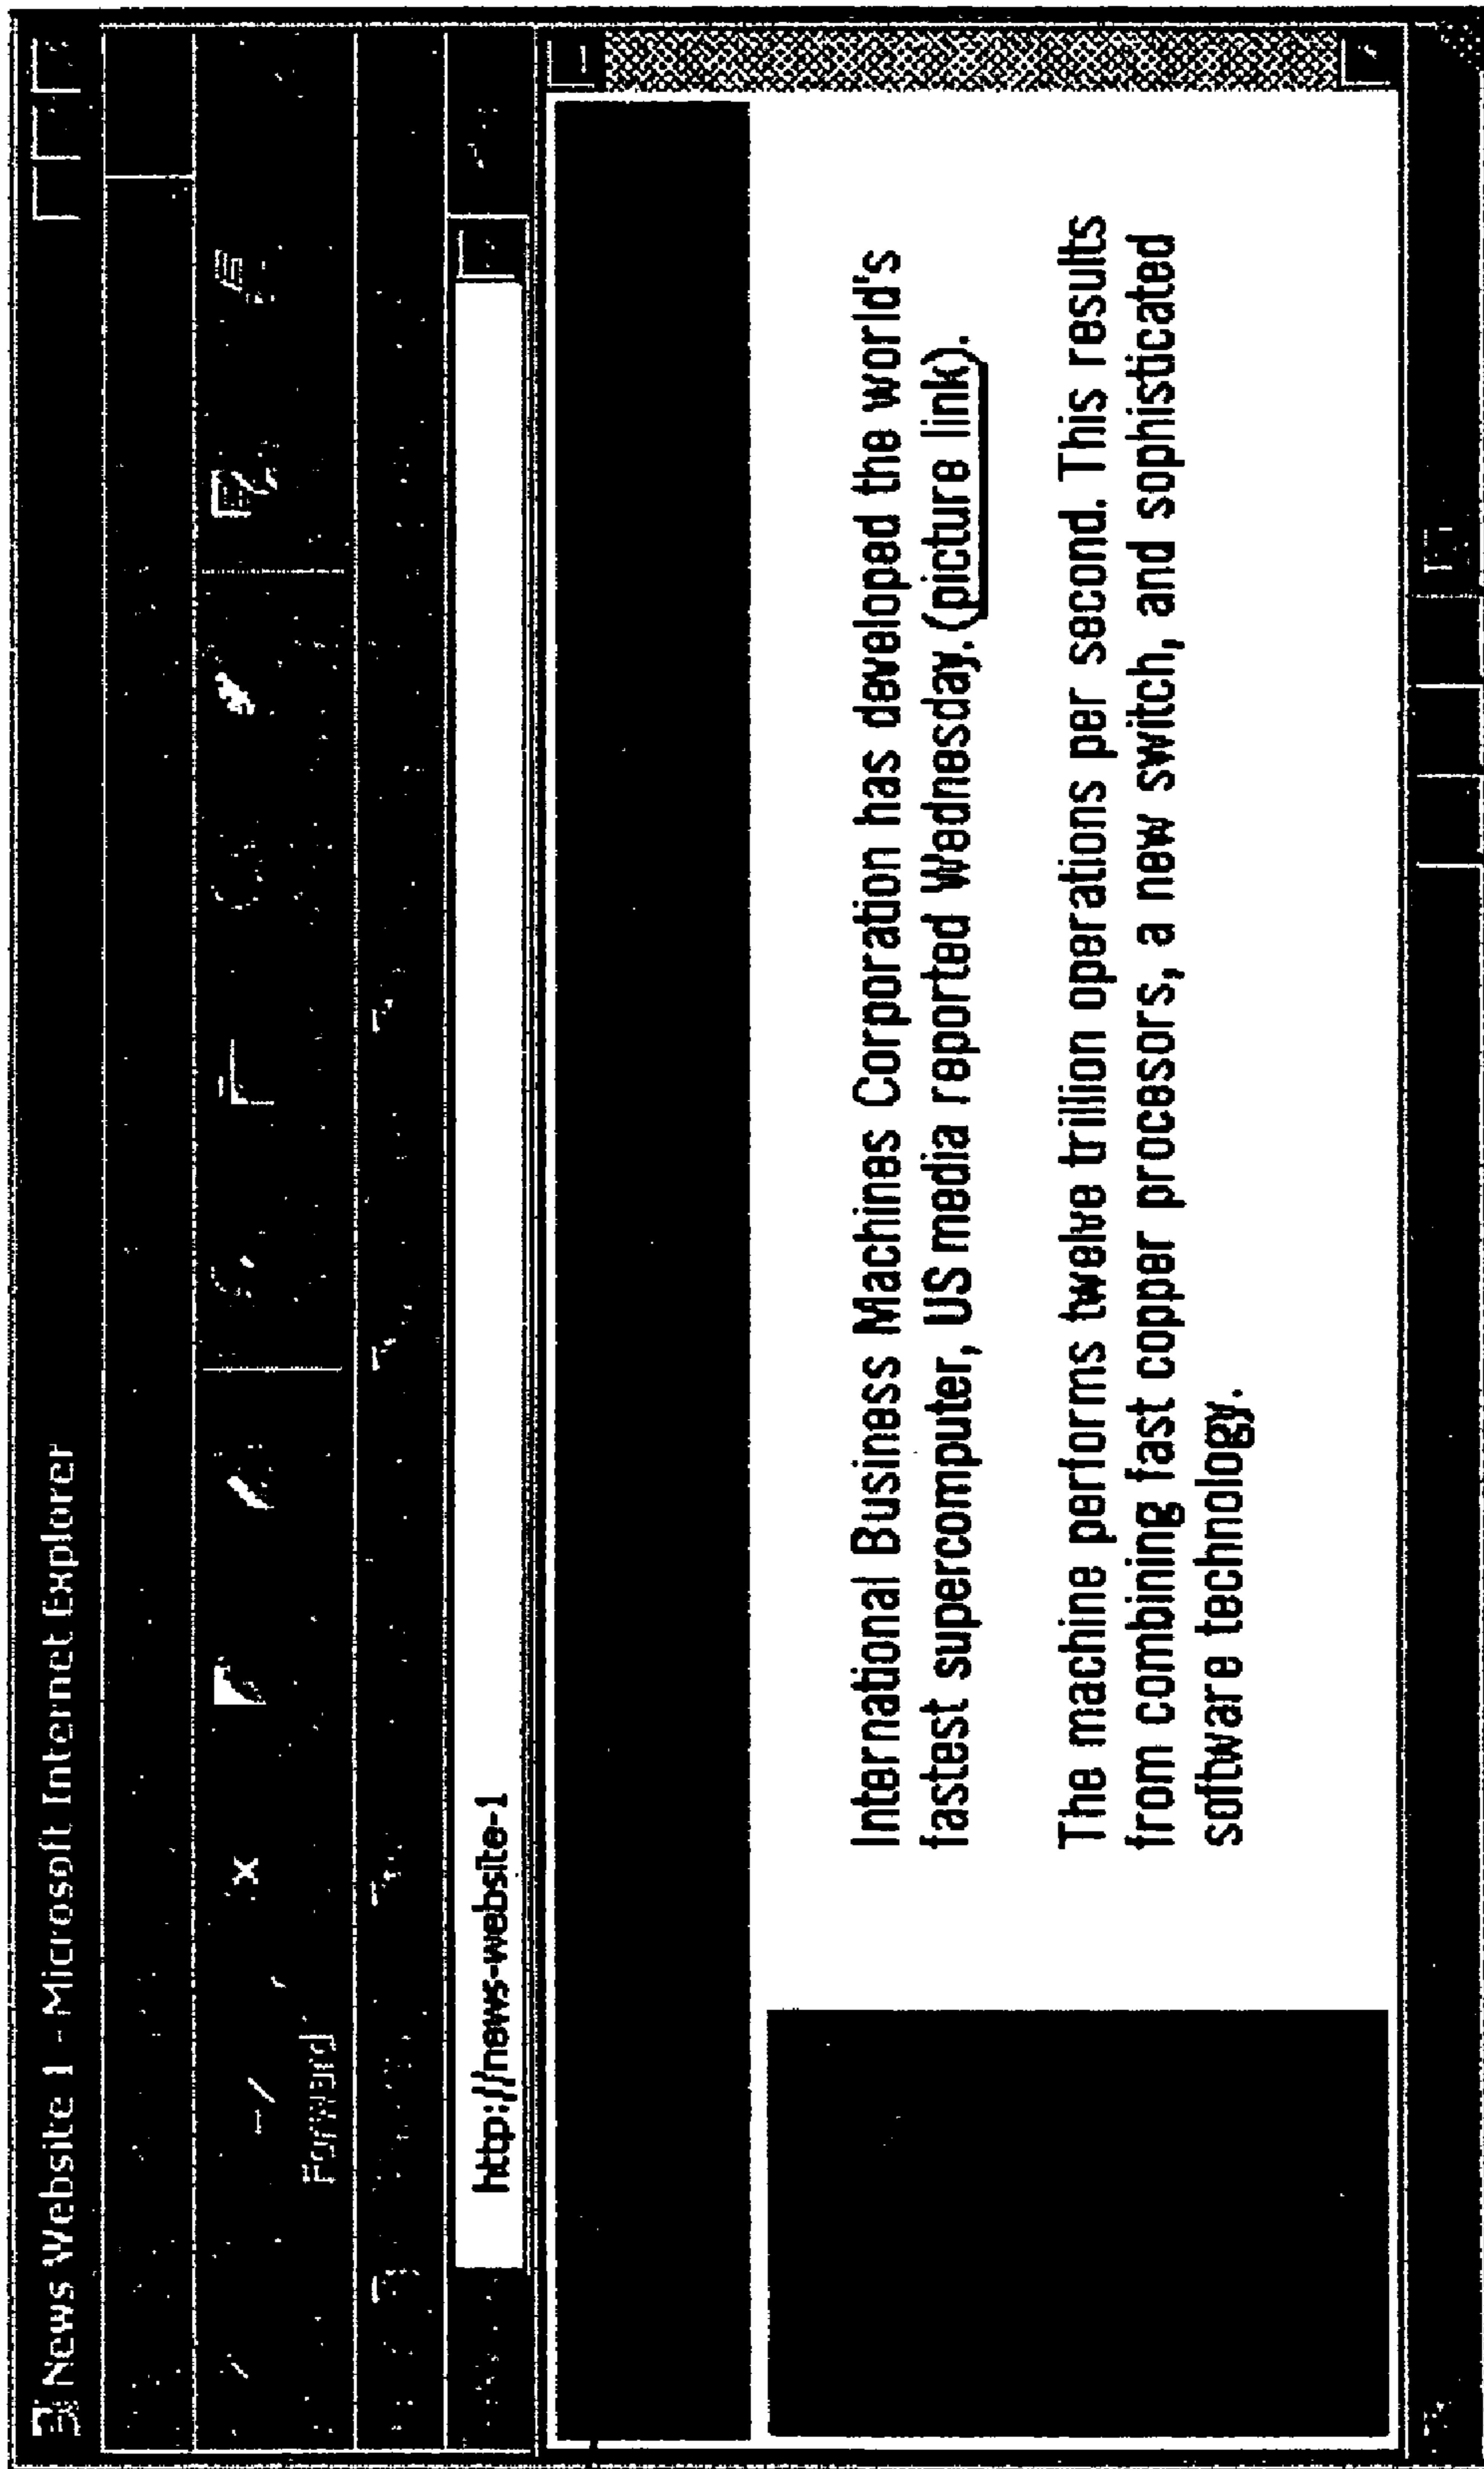 News Website 1 - Microsoft Internet Explorer
Forward
http://news-website-1
International Business Machines Corporation has developed the world's
fastest supercomputer, US media reported Wednesday. (picture link).
The machine performs twelve trillion operations per second. This results
from combining fast copper processors, a new switch, and sophisticated
software technology.